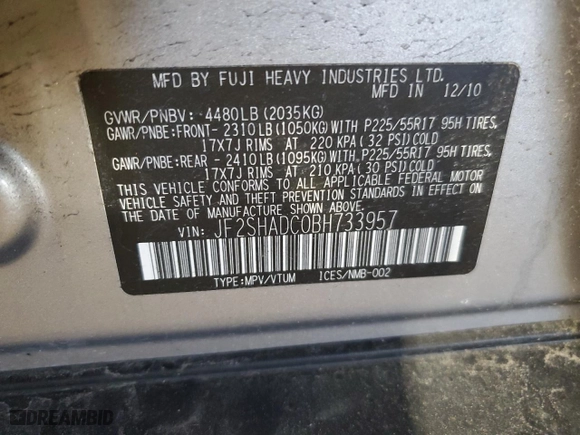 MFD BY FUJI HEAVY INDUSTRIES LTD.
MFD IN 12/10
GVWR/PNBV: 4480LB (2035KG)
GAWR/PNBE:FRONT- 2310LB (1050KG) WITH P225/55R17 95H TIRES,
17X7J RIMS AT 220 KPA ( 32 PSI) COLD
GAWR/PNBE:REAR - 2410LB (1095KG) WITH P225/55R17 95H TIRES,
17X7J RIMS AT 210 KPA ( 30 PSI) COLD
THIS VEHICLE CONFORMS TO ALL APPLICABLE FEDERAL MOTOR
VEHICLE SAFETY AND THEFT PREVENTION STANDARDS IN EFFECT ON
THE DATE OF MANUFACTURE SHOWN ABOVE.
VIN: JF2SHADC0BH733957
TYPE:MPV/VTUM ICES/NMB-002
DREAMBID